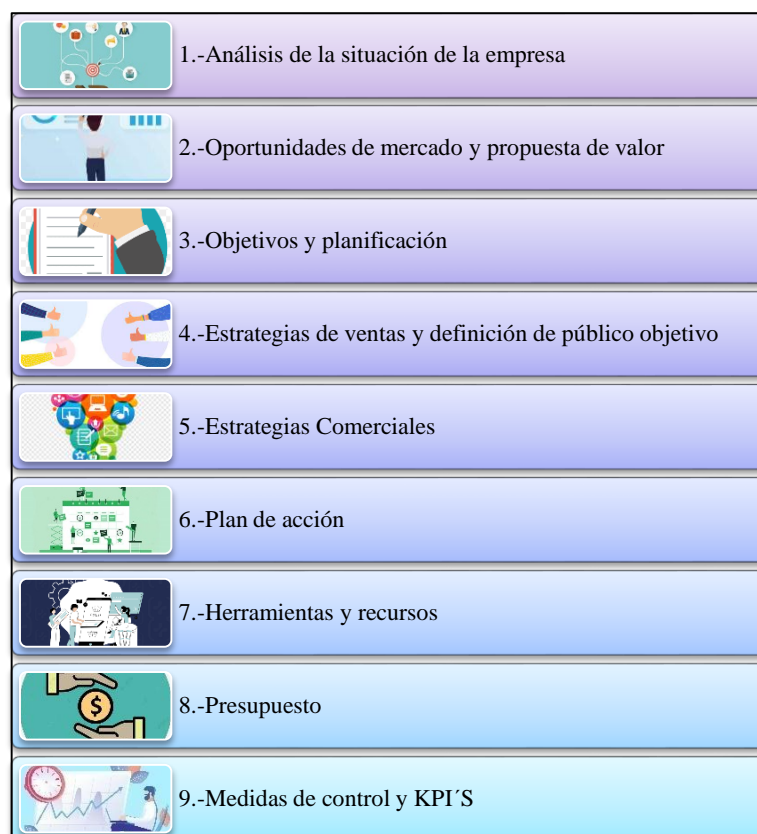 1.-Análisis de la situación de la empresa
2.-Oportunidades de mercado y propuesta de valor
3.-Objetivos y planificación
4.-Estrategias de ventas y definición de público objetivo
5.-Estrategias Comerciales
6.-Plan de acción
7.-Herramientas y recursos
8.-Presupuesto
9.-Medidas de control y KPI´S